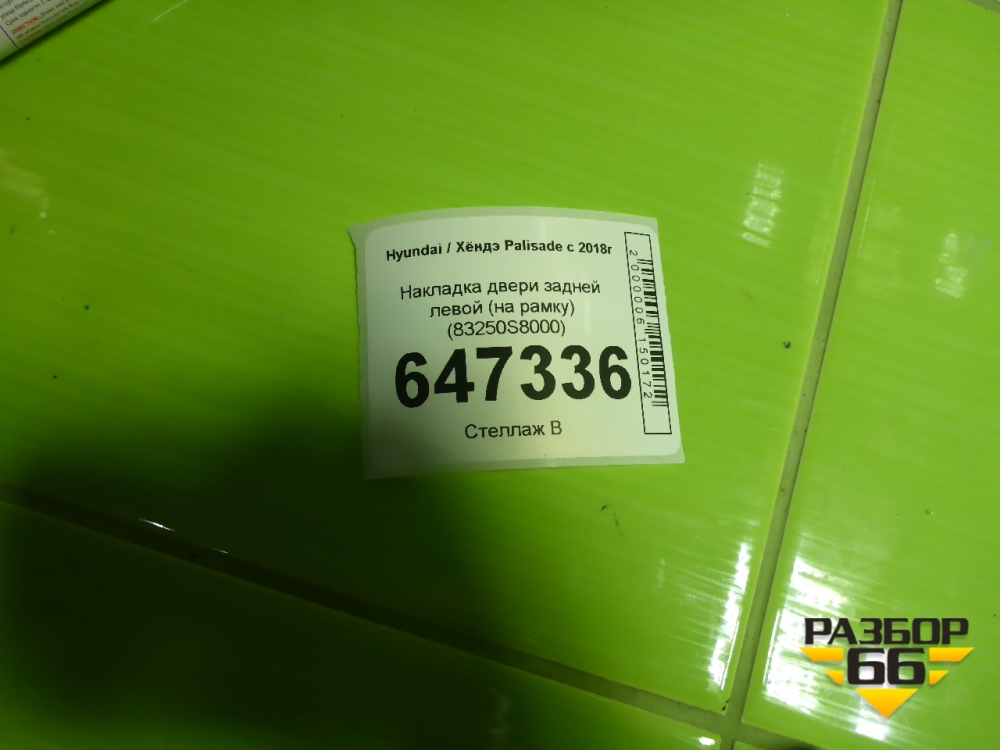 Hyundai / Хёндэ Palisade с 2018г
Накладка двери задней
левой (на рамку)
(83250S8000)
647336
Стеллаж В
2000006150172
РАЗБОР
66